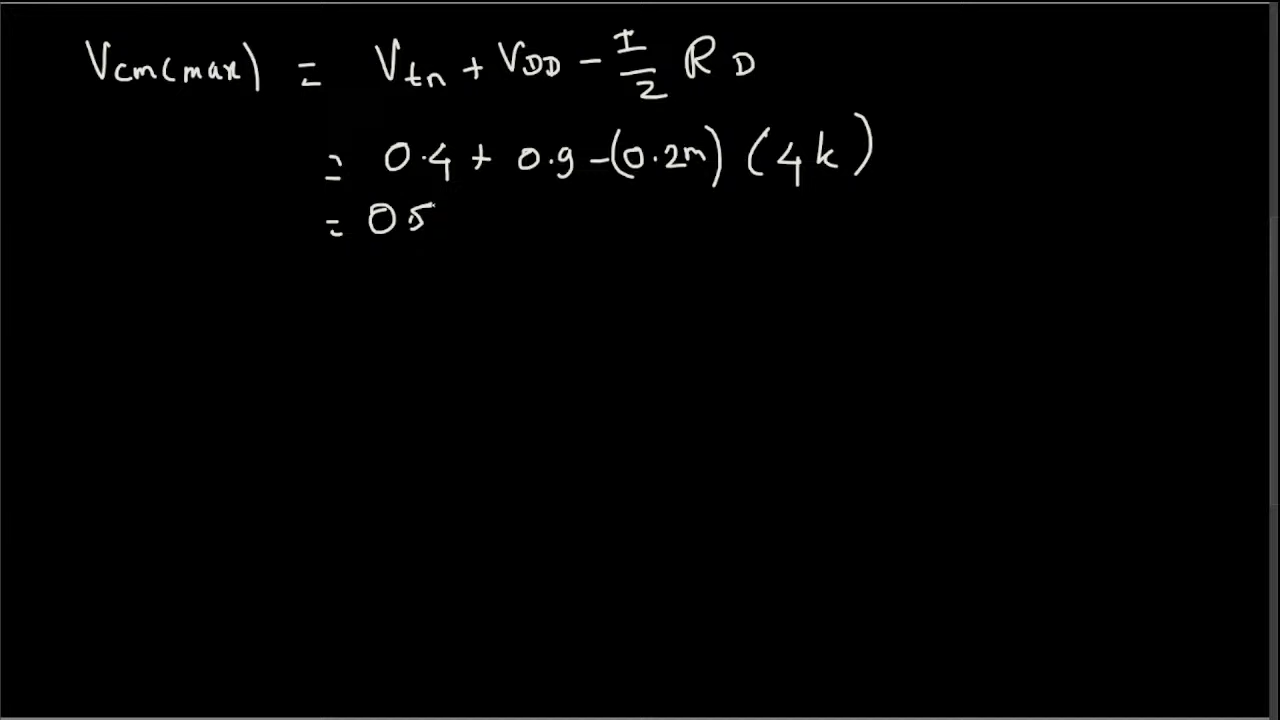 Vcm(max) = Vtn + VDD - I/2 RD
= 0.4 + 0.9 - (0.2m) (4k)
= 0 5